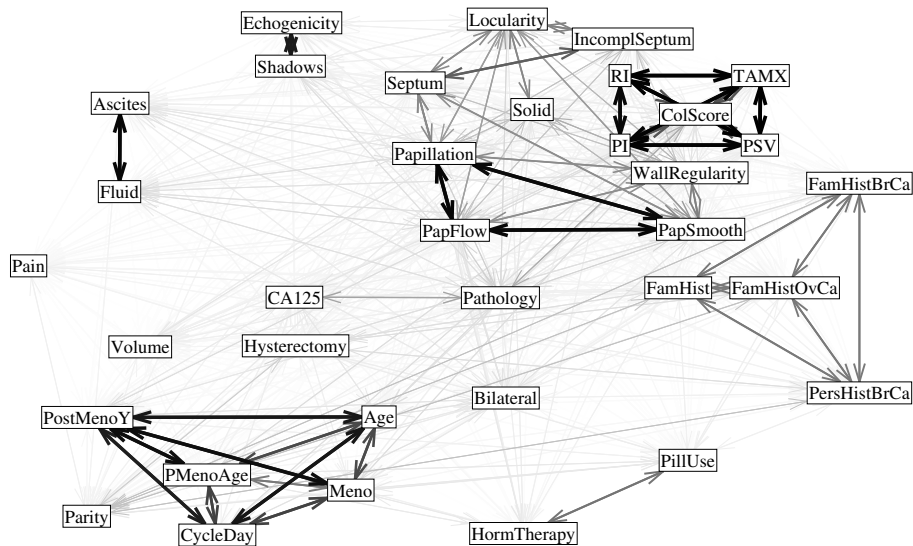 Echogenicity
Locularity
IncomplSeptum
Shadows
Septum
RI
TAMX
Ascites
Solid
ColScore
PI
PSV
Papillation
WallRegularity
Fluid
FamHistBrCa
PapFlow
PapSmooth
Pain
CA125
Pathology
FamHist
FamHistOvCa
Volume
Hysterectomy
Bilateral
PersHistBrCa
PostMenoY
Age
PMenoAge
Meno
PillUse
Parity
CycleDay
HormTherapy